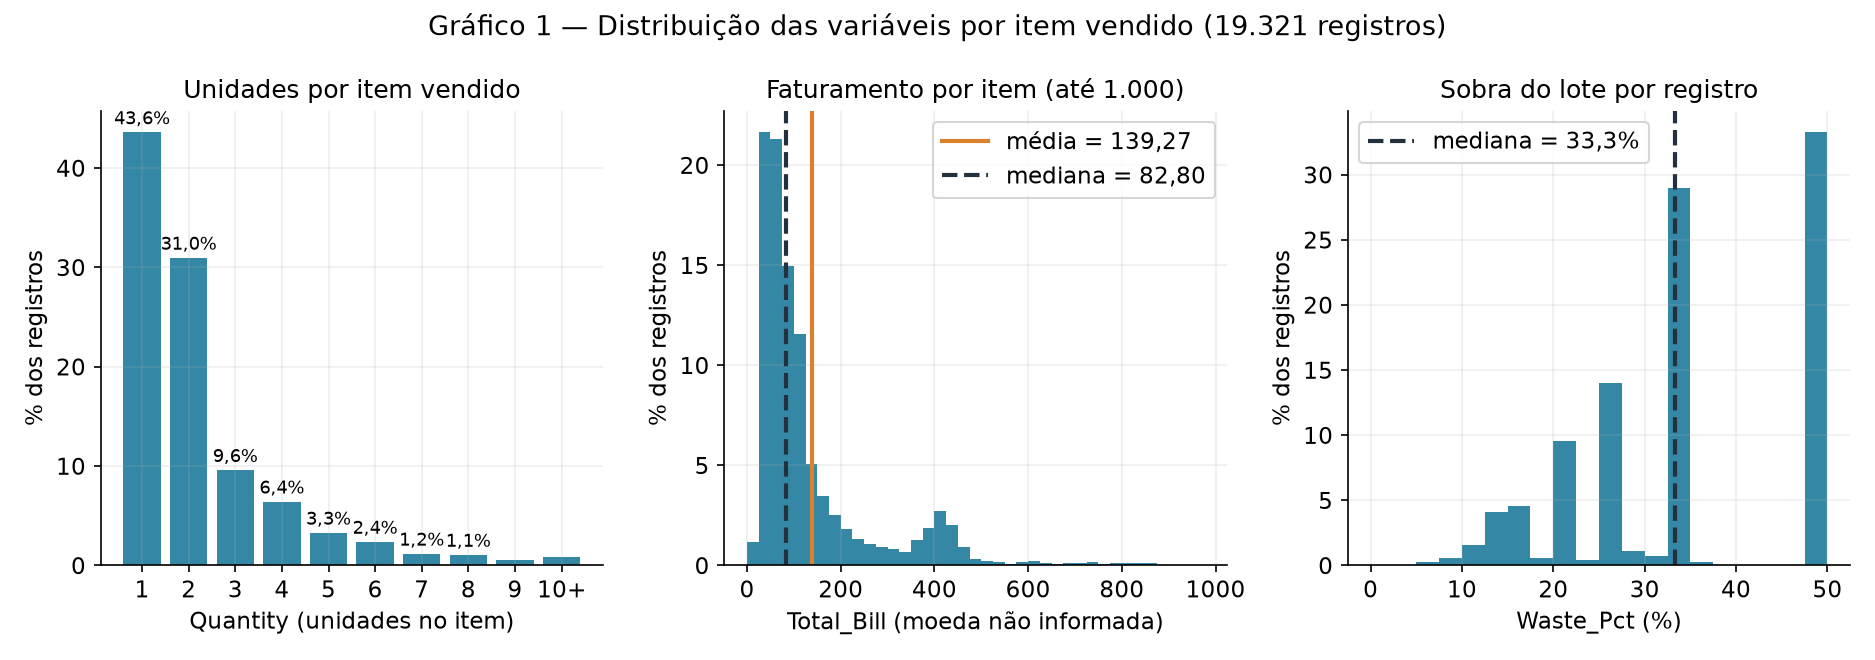 Gráfico 1 — Distribuição das variáveis por item vendido (19.321 registros)
Unidades por item vendido
43,6%
31,0%
9,6%
6,4%
3,3%
2,4%
1,2%
1,1%
40
30
20
10
0
% dos registros
1 2 3 4 5 6 7 8 9 10+
Quantity (unidades no item)
Faturamento por item (até 1.000)
média = 139,27
mediana = 82,80
20
15
10
5
0
% dos registros
0 200 400 600 800 1000
Total_Bill (moeda não informada)
Sobra do lote por registro
mediana = 33,3%
30
25
20
15
10
5
0
% dos registros
0 10 20 30 40 50
Waste_Pct (%)